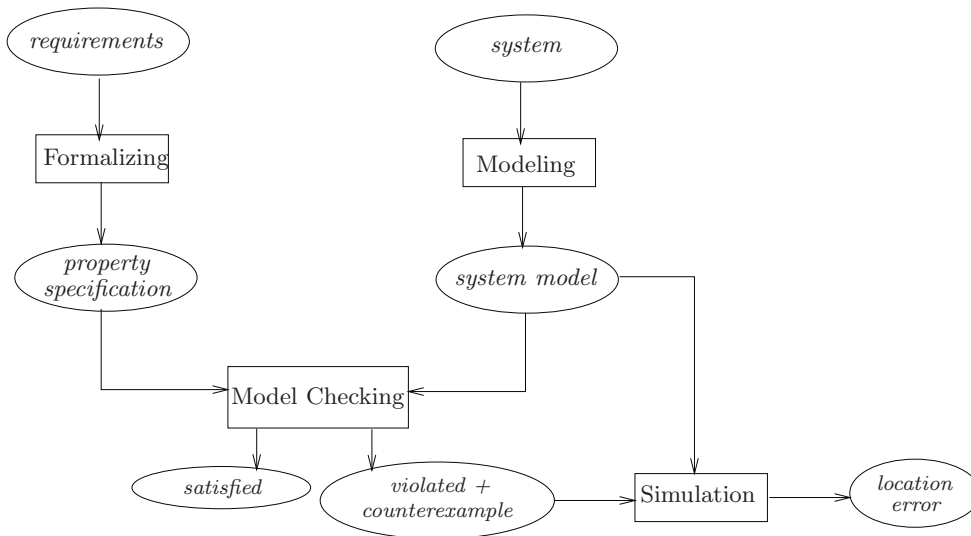 requirements
system
Formalizing
Modeling
property
specification
system model
Model Checking
satisfied
violated +
counterexample
Simulation
location
error